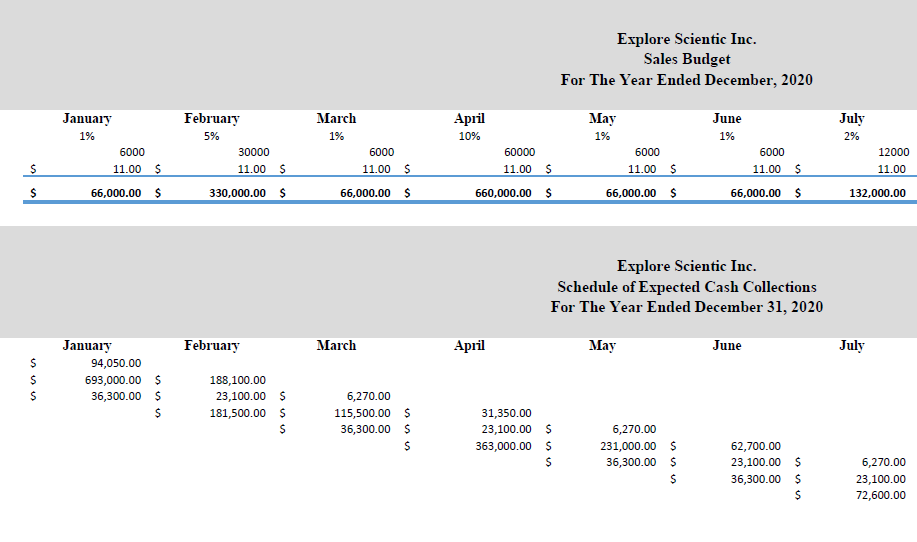 Explore Scientic Inc.
Sales Budget
For The Year Ended December, 2020
January February March April May June July
1% 5% 1% 10% 1% 1% 2%
6000 30000 6000 60000 6000 6000 12000
$ 11.00 $ 11.00 $ 11.00 $ 11.00 $ 11.00 $ 11.00 $ 11.00
$ 66,000.00 $ 330,000.00 $ 66,000.00 $ 660,000.00 $ 66,000.00 $ 66,000.00 $ 132,000.00
Explore Scientic Inc.
Schedule of Expected Cash Collections
For The Year Ended December 31, 2020
January February March April May June July
$ 94,050.00
$ 693,000.00 $ 188,100.00
$ 36,300.00 $ 23,100.00 $ 6,270.00
$ 181,500.00 $ 115,500.00 $ 31,350.00
$ 36,300.00 $ 23,100.00 $ 6,270.00
$ 363,000.00 $ 231,000.00 $ 62,700.00
$ 36,300.00 $ 23,100.00 $ 6,270.00
$ 36,300.00 $ 23,100.00
$ 72,600.00